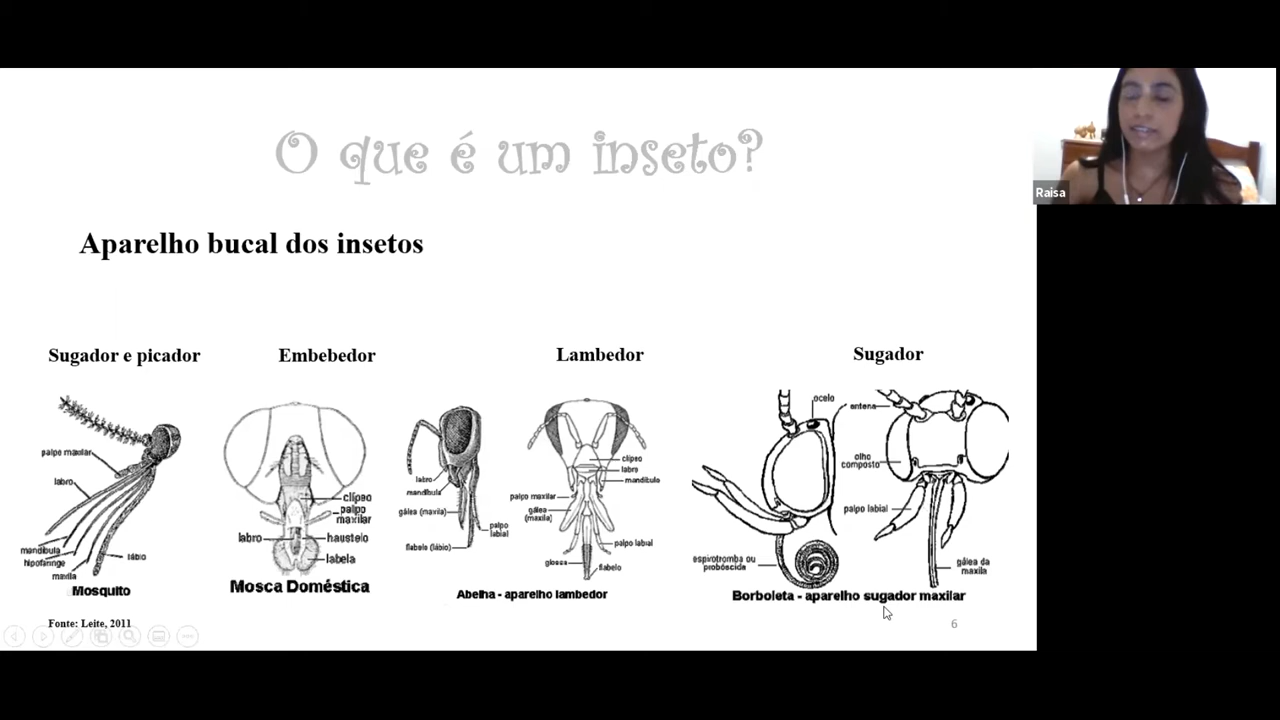 O que é um inseto?
Raisa
Aparelho bucal dos insetos
Sugador e picador
Embebedor
Lambedor
Sugador
palpo maxilar
labro
mandíbula
hipofaringe
maxila
lábio
Mosquito
clípeo
palpo
maxilar
labro
hausteio
labela
Mosca Doméstica
labro
mandíbula
gálea (maxila)
palpo
labial
flabelo (lábio)
clípeo
labro
mandíbulo
palpo maxilar
gálea
(maxila)
palpo labial
glossa
flabelo
Abelha - aparelho lambedor
ocelo
antena
olho
composto
palpo labial
espirotromba ou
probóscida
gálea da
maxila
Borboleta - aparelho sugador maxilar
Fonte: Leite, 2011
6